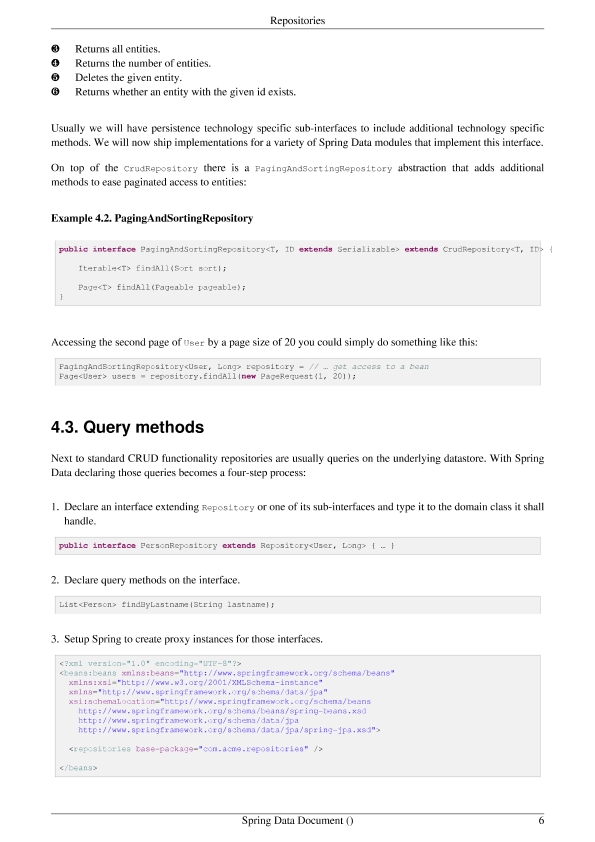 Repositories
❸ Returns all entities.
❹ Returns the number of entities.
❺ Deletes the given entity.
❻ Returns whether an entity with the given id exists.
Usually we will have persistence technology specific sub-interfaces to include additional technology specific
methods. We will now ship implementations for a variety of Spring Data modules that implement this interface.
On top of the CrudRepository there is a PagingAndSortingRepository abstraction that adds additional
methods to ease paginated access to entities:
Example 4.2. PagingAndSortingRepository
public interface PagingAndSortingRepository<T, ID extends Serializable> extends CrudRepository<T, ID> {
Iterable<T> findAll(Sort sort);
Page<T> findAll(Pageable pageable);
}
Accessing the second page of User by a page size of 20 you could simply do something like this:
PagingAndSortingRepository<User, Long> repository = // … get access to a bean
Page<User> users = repository.findAll(new PageRequest(1, 20));
4.3. Query methods
Next to standard CRUD functionality repositories are usually queries on the underlying datastore. With Spring
Data declaring those queries becomes a four-step process:
1. Declare an interface extending Repository or one of its sub-interfaces and type it to the domain class it shall
handle.
public interface PersonRepository extends Repository<User, Long> { … }
2. Declare query methods on the interface.
List<Person> findByLastname(String lastname);
3. Setup Spring to create proxy instances for those interfaces.
<?xml version="1.0" encoding="UTF-8"?>
<beans:beans xmlns:beans="http://www.springframework.org/schema/beans"
xmlns:xsi="http://www.w3.org/2001/XMLSchema-instance"
xmlns="http://www.springframework.org/schema/data/jpa"
xsi:schemaLocation="http://www.springframework.org/schema/beans
http://www.springframework.org/schema/beans/spring-beans.xsd
http://www.springframework.org/schema/data/jpa
http://www.springframework.org/schema/data/jpa/spring-jpa.xsd">
<repositories base-package="com.acme.repositories" />
</beans>
Spring Data Document () 6